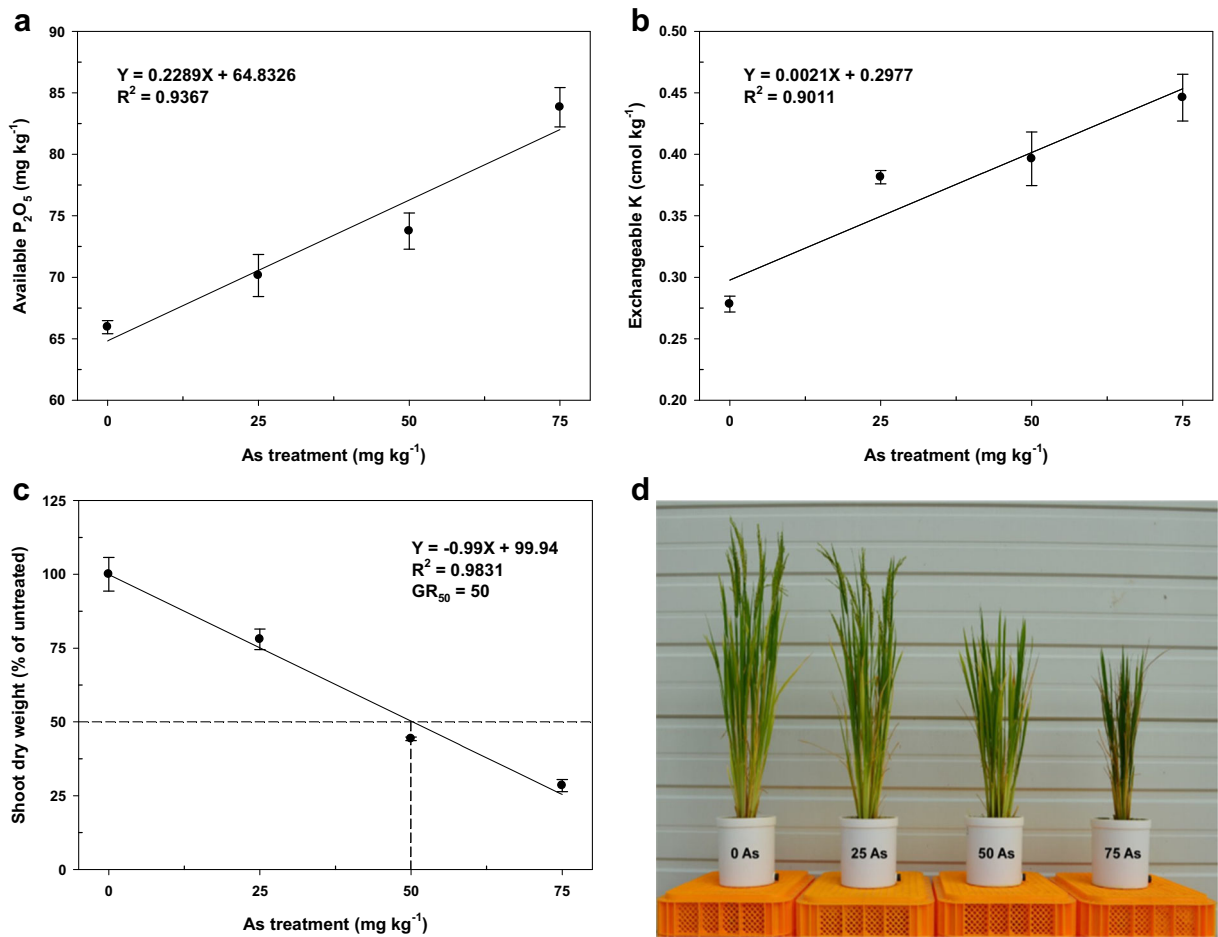 a
Y = 0.2289X + 64.8326
R² = 0.9367
Available P₂O₅ (mg kg⁻¹)
90
85
80
75
70
65
60
0 25 50 75
As treatment (mg kg⁻¹)
b
Y = 0.0021X + 0.2977
R² = 0.9011
Exchangeable K (cmol kg⁻¹)
0.50
0.45
0.40
0.35
0.30
0.25
0.20
0 25 50 75
As treatment (mg kg⁻¹)
c
Y = -0.99X + 99.94
R² = 0.9831
GR₅₀ = 50
Shoot dry weight (% of untreated)
125
100
75
50
25
0
0 25 50 75
As treatment (mg kg⁻¹)
d
0 As 25 As 50 As 75 As